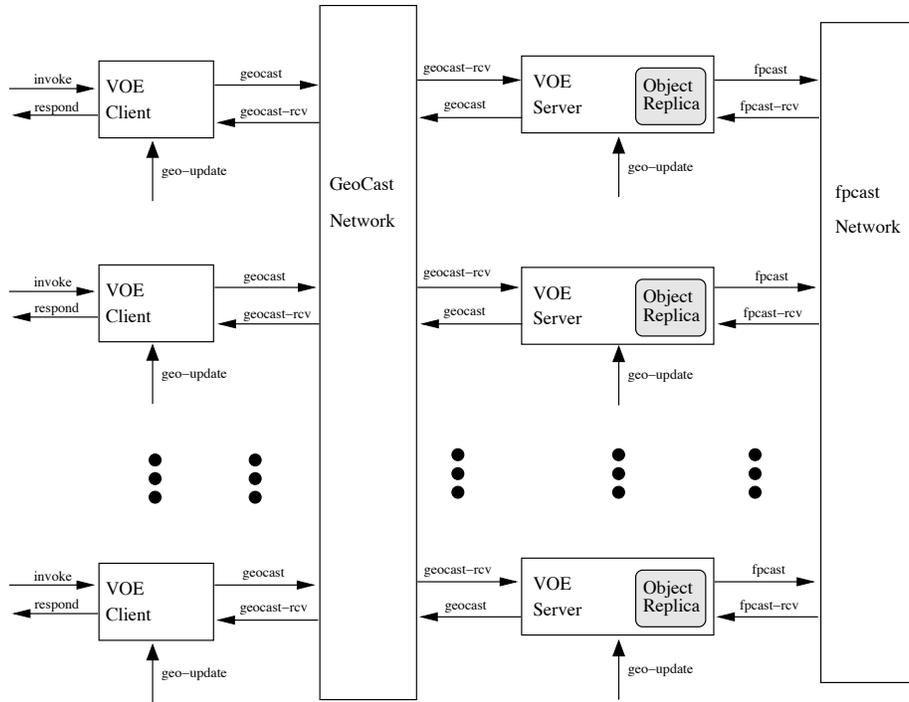 invoke
respond
VOE
Client
geo-update
geocast
geocast-rcv
GeoCast
Network
geocast-rcv
geocast
VOE
Server
Object
Replica
geo-update
fpcast
fpcast-rcv
fpcast
Network
invoke
respond
VOE
Client
geo-update
geocast
geocast-rcv
geocast-rcv
geocast
VOE
Server
Object
Replica
geo-update
fpcast
fpcast-rcv
invoke
respond
VOE
Client
geo-update
geocast
geocast-rcv
geocast-rcv
geocast
VOE
Server
Object
Replica
geo-update
fpcast
fpcast-rcv